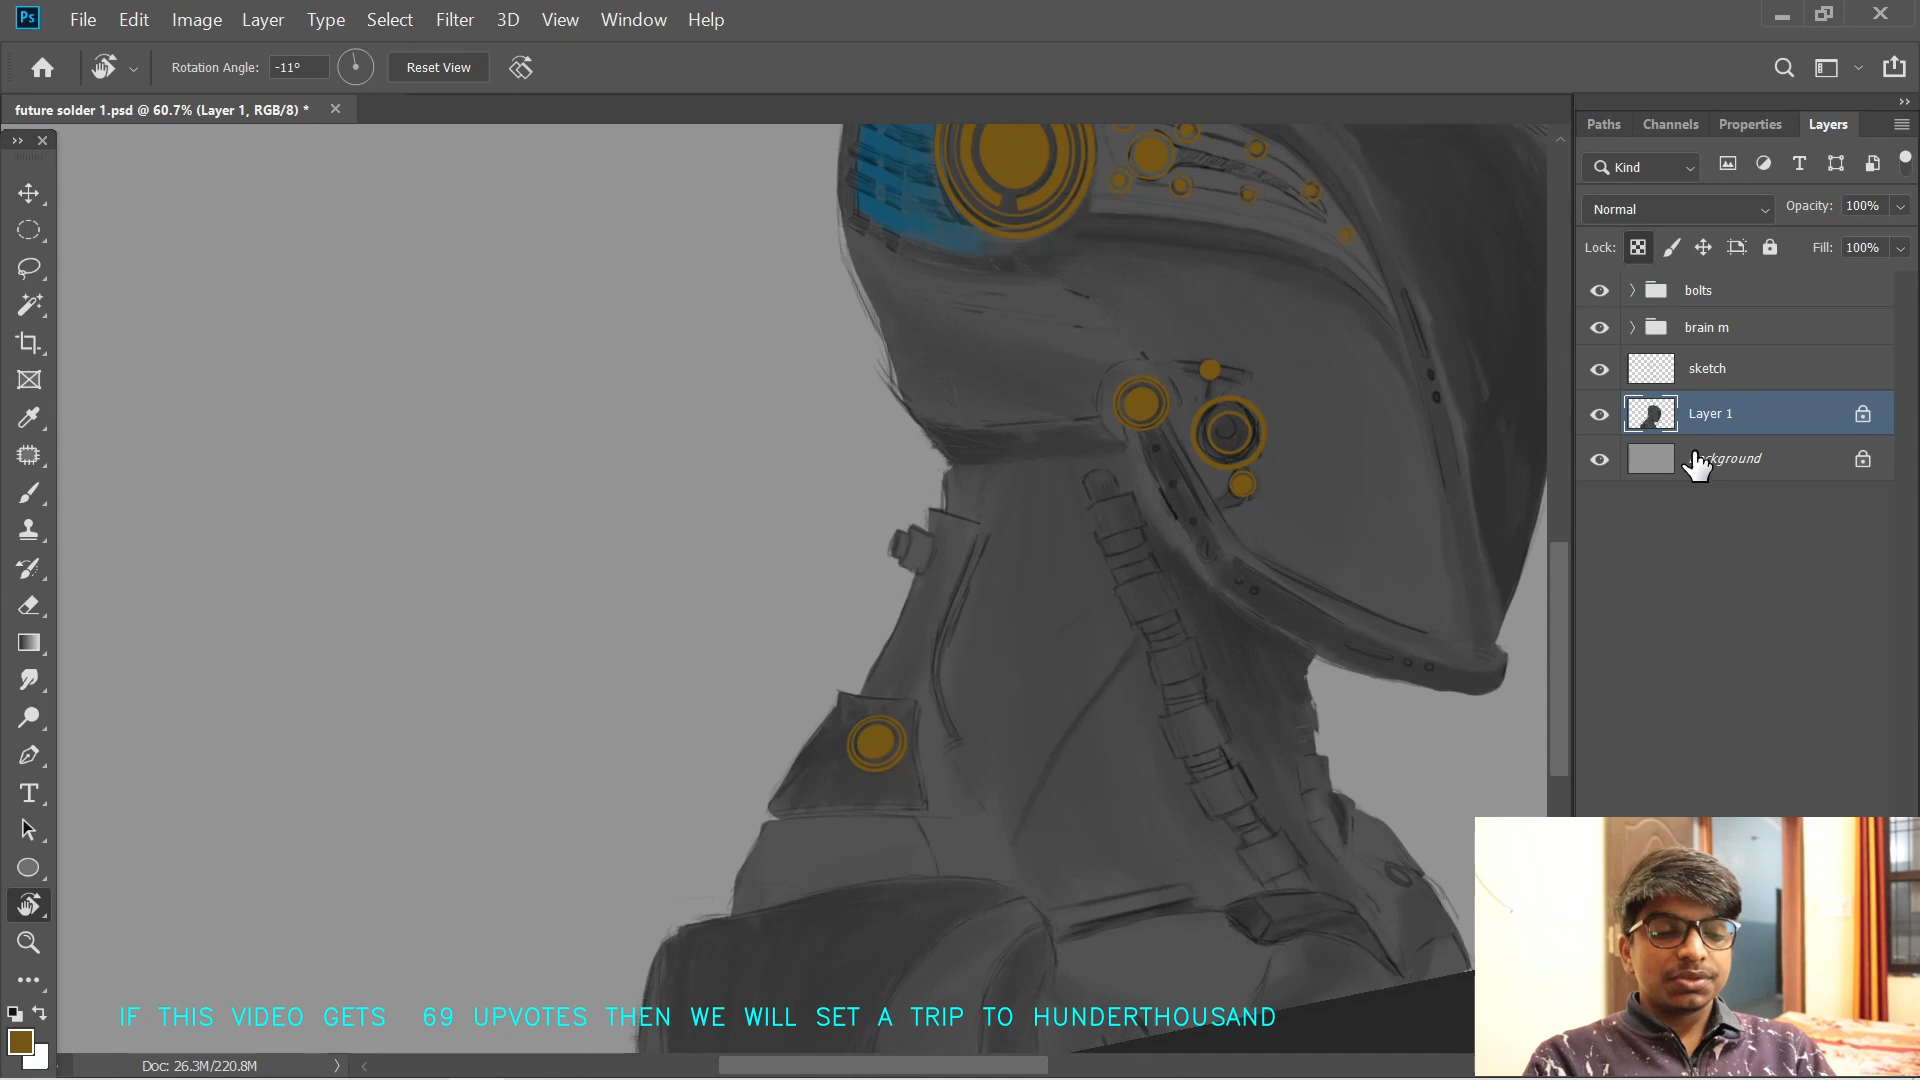 Ps File Edit Image Layer Type Select Filter 3D View Window Help
Rotation Angle: -11° Reset View
future solder 1.psd @ 60.7% (Layer 1, RGB/8) *
Paths Channels Properties Layers
Kind
Normal Opacity: 100%
Lock: Fill: 100%
bolts
brain m
sketch
Layer 1
IF THIS VIDEO GETS 69 UPVOTES THEN WE WILL SET A TRIP TO HUNDERTHOUSAND
Doc: 26.3M/220.8M